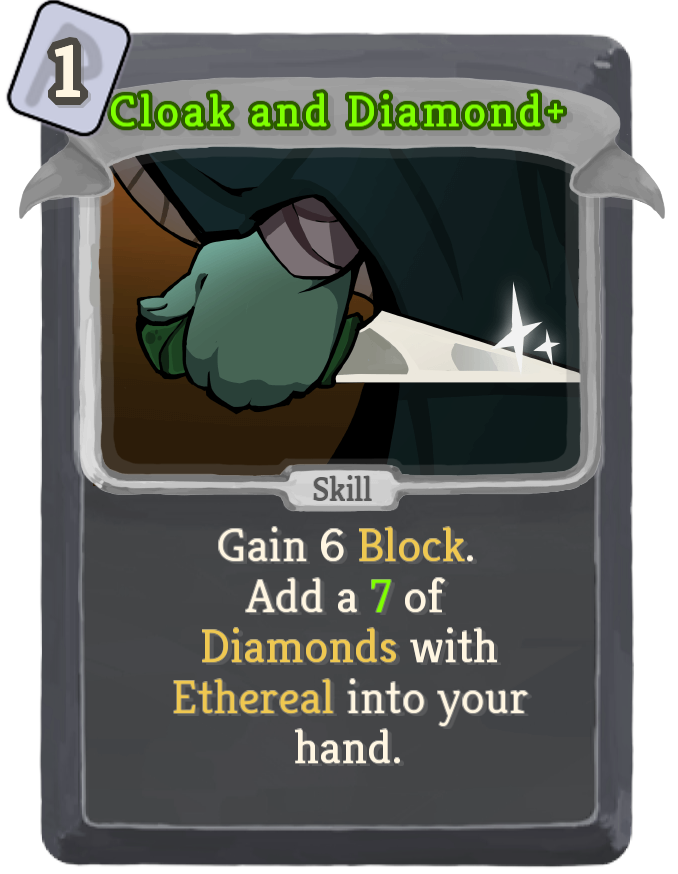 1
Cloak and Diamond+
Skill
Gain 6 Block.
Add a 7 of
Diamonds with
Ethereal into your
hand.